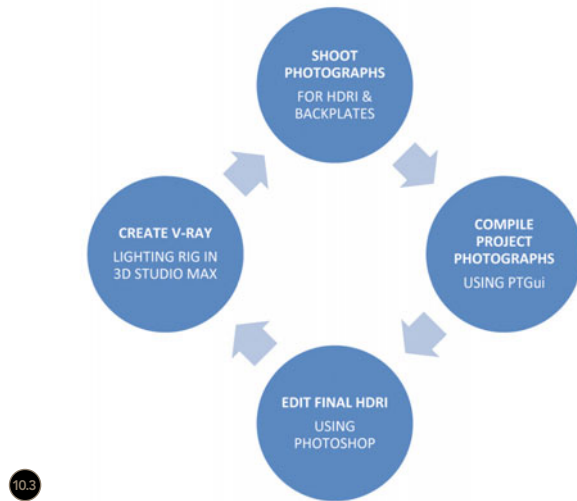 SHOOT
PHOTOGRAPHS
FOR HDRI &
BACKPLATES
COMPILE
PROJECT
PHOTOGRAPHS
USING PTGui
EDIT FINAL HDRI
USING
PHOTOSHOP
CREATE V-RAY
LIGHTING RIG IN
3D STUDIO MAX
10.3